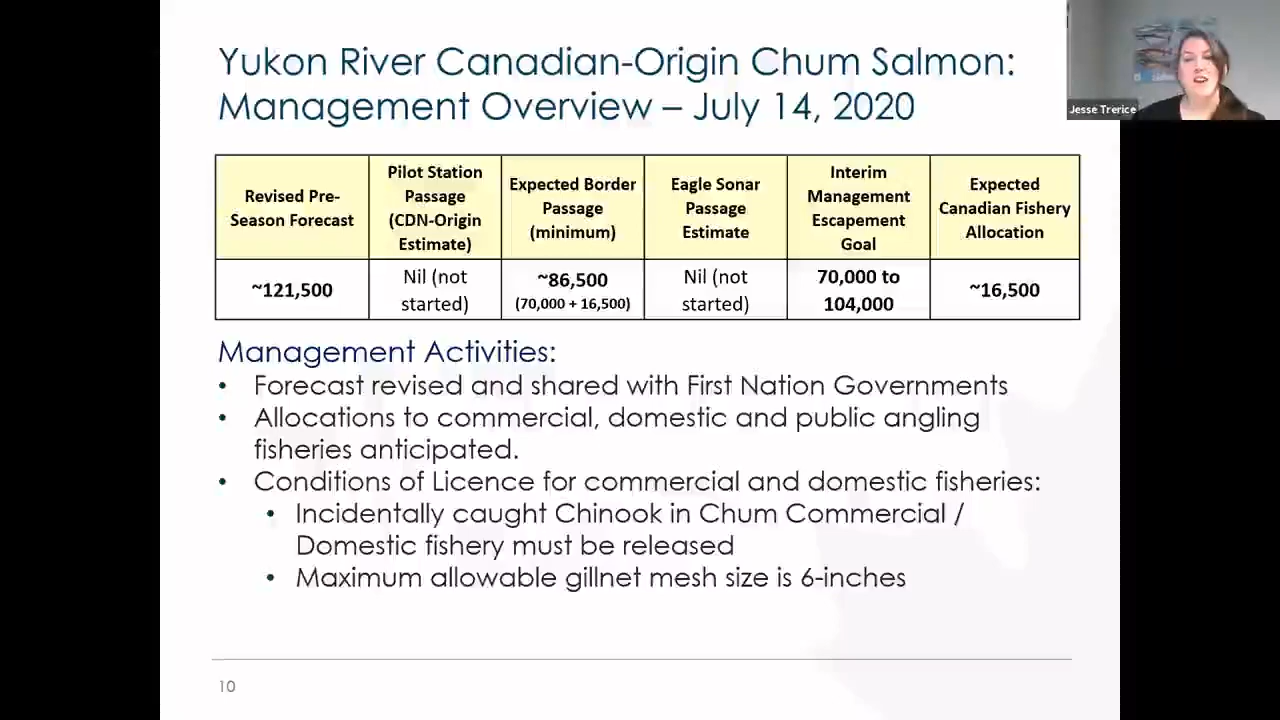 Yukon River Canadian-Origin Chum Salmon:
Management Overview – July 14, 2020
Jesse Trerice
Revised Pre-
Season Forecast
Pilot Station
Passage
(CDN-Origin
Estimate)
Expected Border
Passage
(minimum)
Eagle Sonar
Passage
Estimate
Interim
Management
Escapement
Goal
Expected
Canadian Fishery
Allocation
~121,500
Nil (not
started)
~86,500
(70,000 + 16,500)
Nil (not
started)
70,000 to
104,000
~16,500
Management Activities:
• Forecast revised and shared with First Nation Governments
• Allocations to commercial, domestic and public angling
fisheries anticipated.
• Conditions of Licence for commercial and domestic fisheries:
• Incidentally caught Chinook in Chum Commercial /
Domestic fishery must be released
• Maximum allowable gillnet mesh size is 6-inches
10